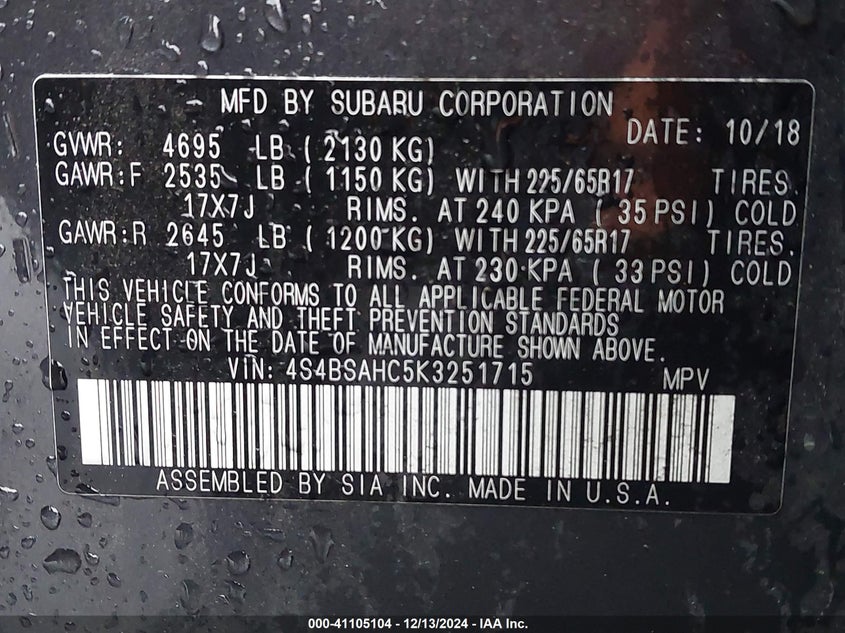 MFD BY SUBARU CORPORATION
DATE: 10/18
GVWR: 4695 LB ( 2130 KG)
GAWR:F 2535 LB ( 1150 KG) WITH 225/65R17 TIRES.
17X7J RIMS. AT 240 KPA ( 35 PSI) COLD
GAWR:R 2645 LB ( 1200 KG) WITH 225/65R17 TIRES.
17X7J RIMS. AT 230 KPA ( 33 PSI) COLD
THIS VEHICLE CONFORMS TO ALL APPLICABLE FEDERAL MOTOR
VEHICLE SAFETY AND THEFT PREVENTION STANDARDS
IN EFFECT ON THE DATE OF MANUFACTURE SHOWN ABOVE.
VIN: 4S4BSAHC5K3251715 MPV
ASSEMBLED BY SIA INC. MADE IN U.S.A.
000-41105104 - 12/13/2024 - IAA Inc.